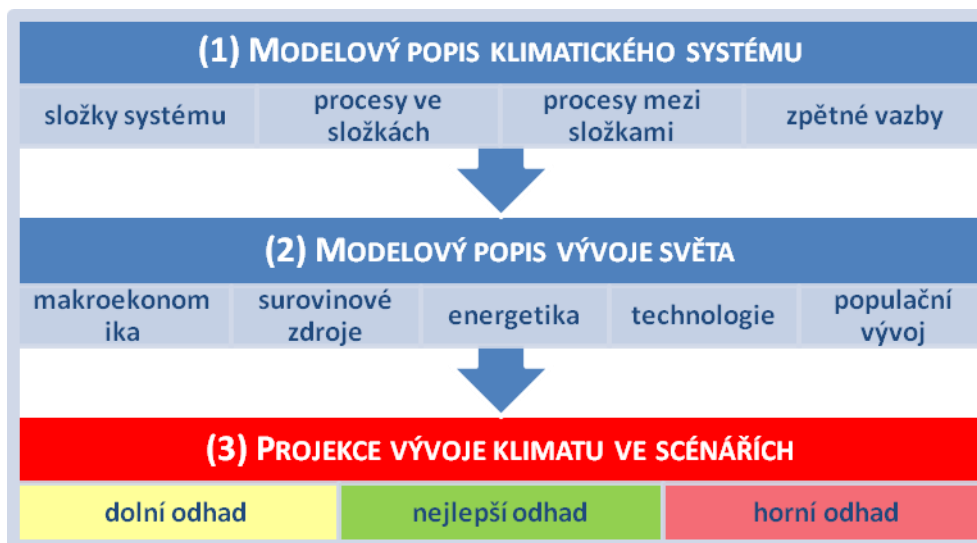 (1) MODELOVÝ POPIS KLIMATICKÉHO SYSTÉMU
složky systému
procesy ve
složkách
procesy mezi
složkami
zpětné vazby
(2) MODELOVÝ POPIS VÝVOJE SVĚTA
makroekonom
ika
surovinové
zdroje
energetika
technologie
populační
vývoj
(3) PROJEKCE VÝVOJE KLIMATU VE SCÉNÁŘÍCH
dolní odhad
nejlepší odhad
horní odhad